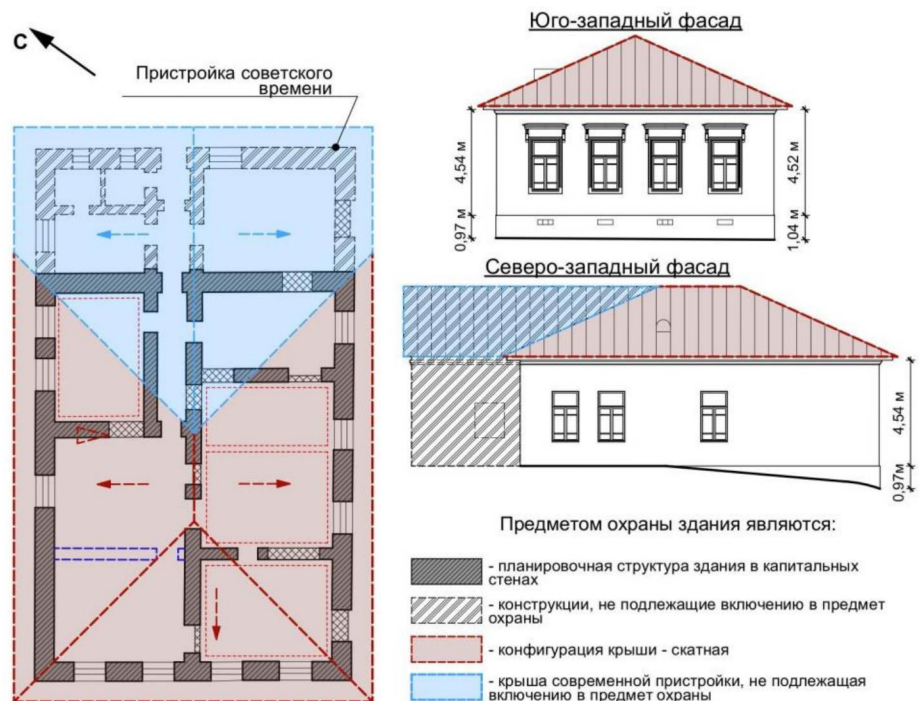 С
Пристройка советского
времени
Юго-западный фасад
4,54 м
0,97м
4,52 м
1,04 м
Северо-западный фасад
4,54 м
0,97м
Предметом охраны здания являются:
- планировочная структура здания в капитальных
стенах
- конструкции, не подлежащие включению в предмет
охраны
- конфигурация крыши - скатная
- крыша современной пристройки, не подлежащая
включению в предмет охраны